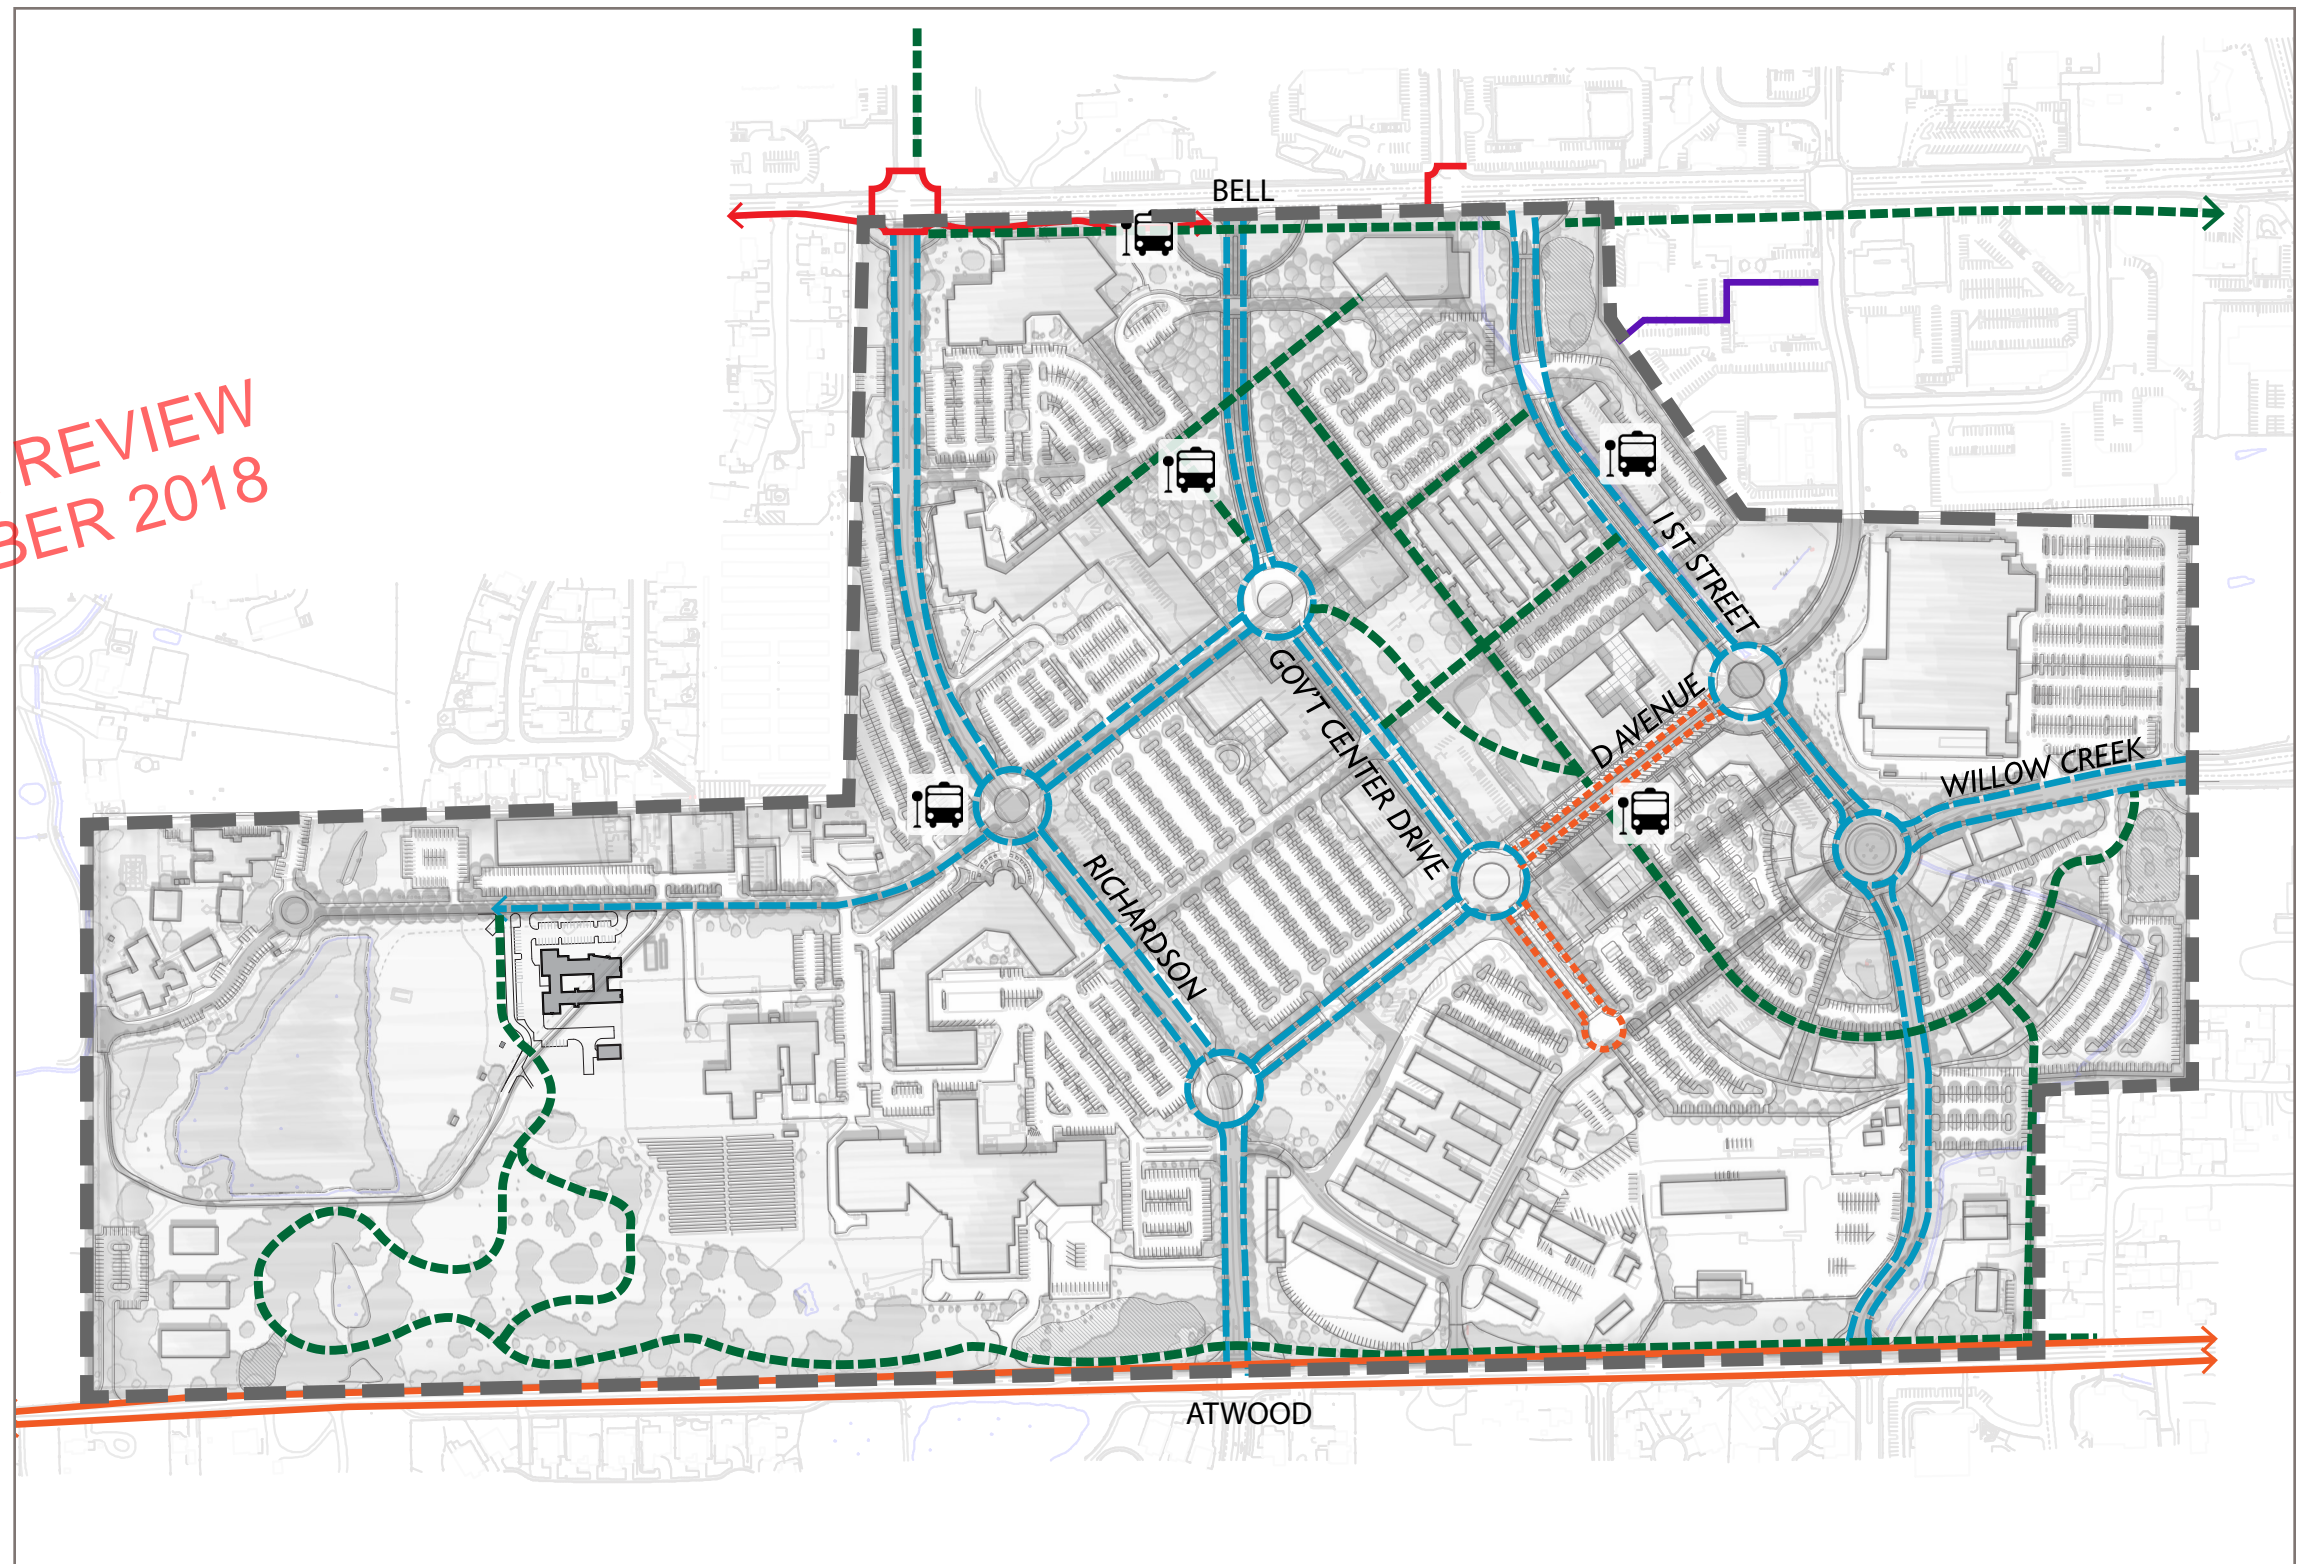 BELL
REVIEW
BER 2018
1ST STREET
GOV'T CENTER DRIVE
D AVENUE
WILLOW CREEK
RICHARDSON
ATWOOD